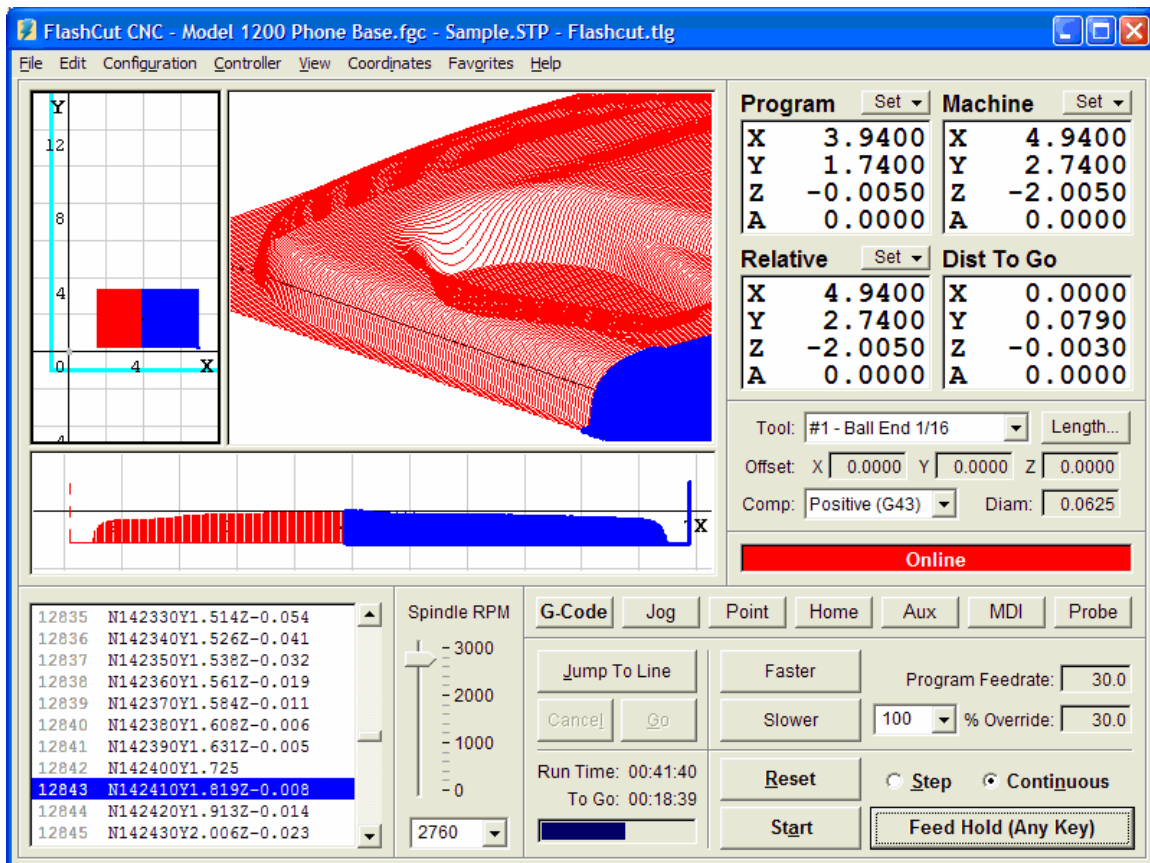 FlashCut CNC - Model 1200 Phone Base.fgc - Sample.STP - Flashcut.tlg
File Edit Configuration Controller View Coordinates Favorites Help
Y
12
8
4
0 4 X
4
X
Program Set Machine Set
X 3.9400 X 4.9400
Y 1.7400 Y 2.7400
Z -0.0050 Z -2.0050
A 0.0000 A 0.0000
Relative Set Dist To Go
X 4.9400 X 0.0000
Y 2.7400 Y 0.0790
Z -2.0050 Z -0.0030
A 0.0000 A 0.0000
Tool: #1 - Ball End 1/16 Length...
Offset: X 0.0000 Y 0.0000 Z 0.0000
Comp: Positive (G43) Diam: 0.0625
Online
12835 N142330Y1.514Z-0.054
12836 N142340Y1.526Z-0.041
12837 N142350Y1.538Z-0.032
12838 N142360Y1.561Z-0.019
12839 N142370Y1.584Z-0.011
12840 N142380Y1.608Z-0.006
12841 N142390Y1.631Z-0.005
12842 N142400Y1.725
12843 N142410Y1.819Z-0.008
12844 N142420Y1.913Z-0.014
12845 N142430Y2.006Z-0.023
Spindle RPM
3000
2000
1000
0
2760
G-Code Jog Point Home Aux MDI Probe
Jump To Line
Cancel Go
Run Time: 00:41:40
To Go: 00:18:39
Faster
Slower
Program Feedrate: 30.0
100 % Override: 30.0
Reset Step Continuous
Start Feed Hold (Any Key)